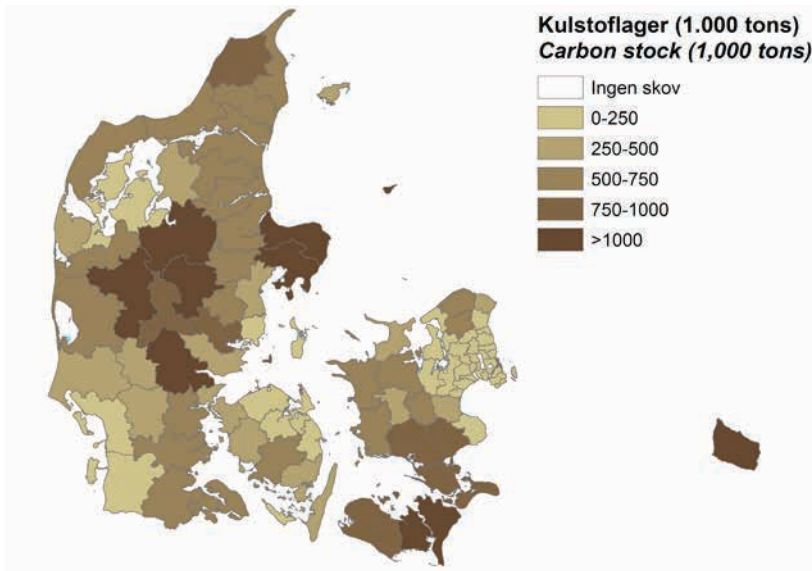 Kulstoflager (1.000 tons)
Carbon stock (1,000 tons)
Ingen skov
0-250
250-500
500-750
750-1000
>1000